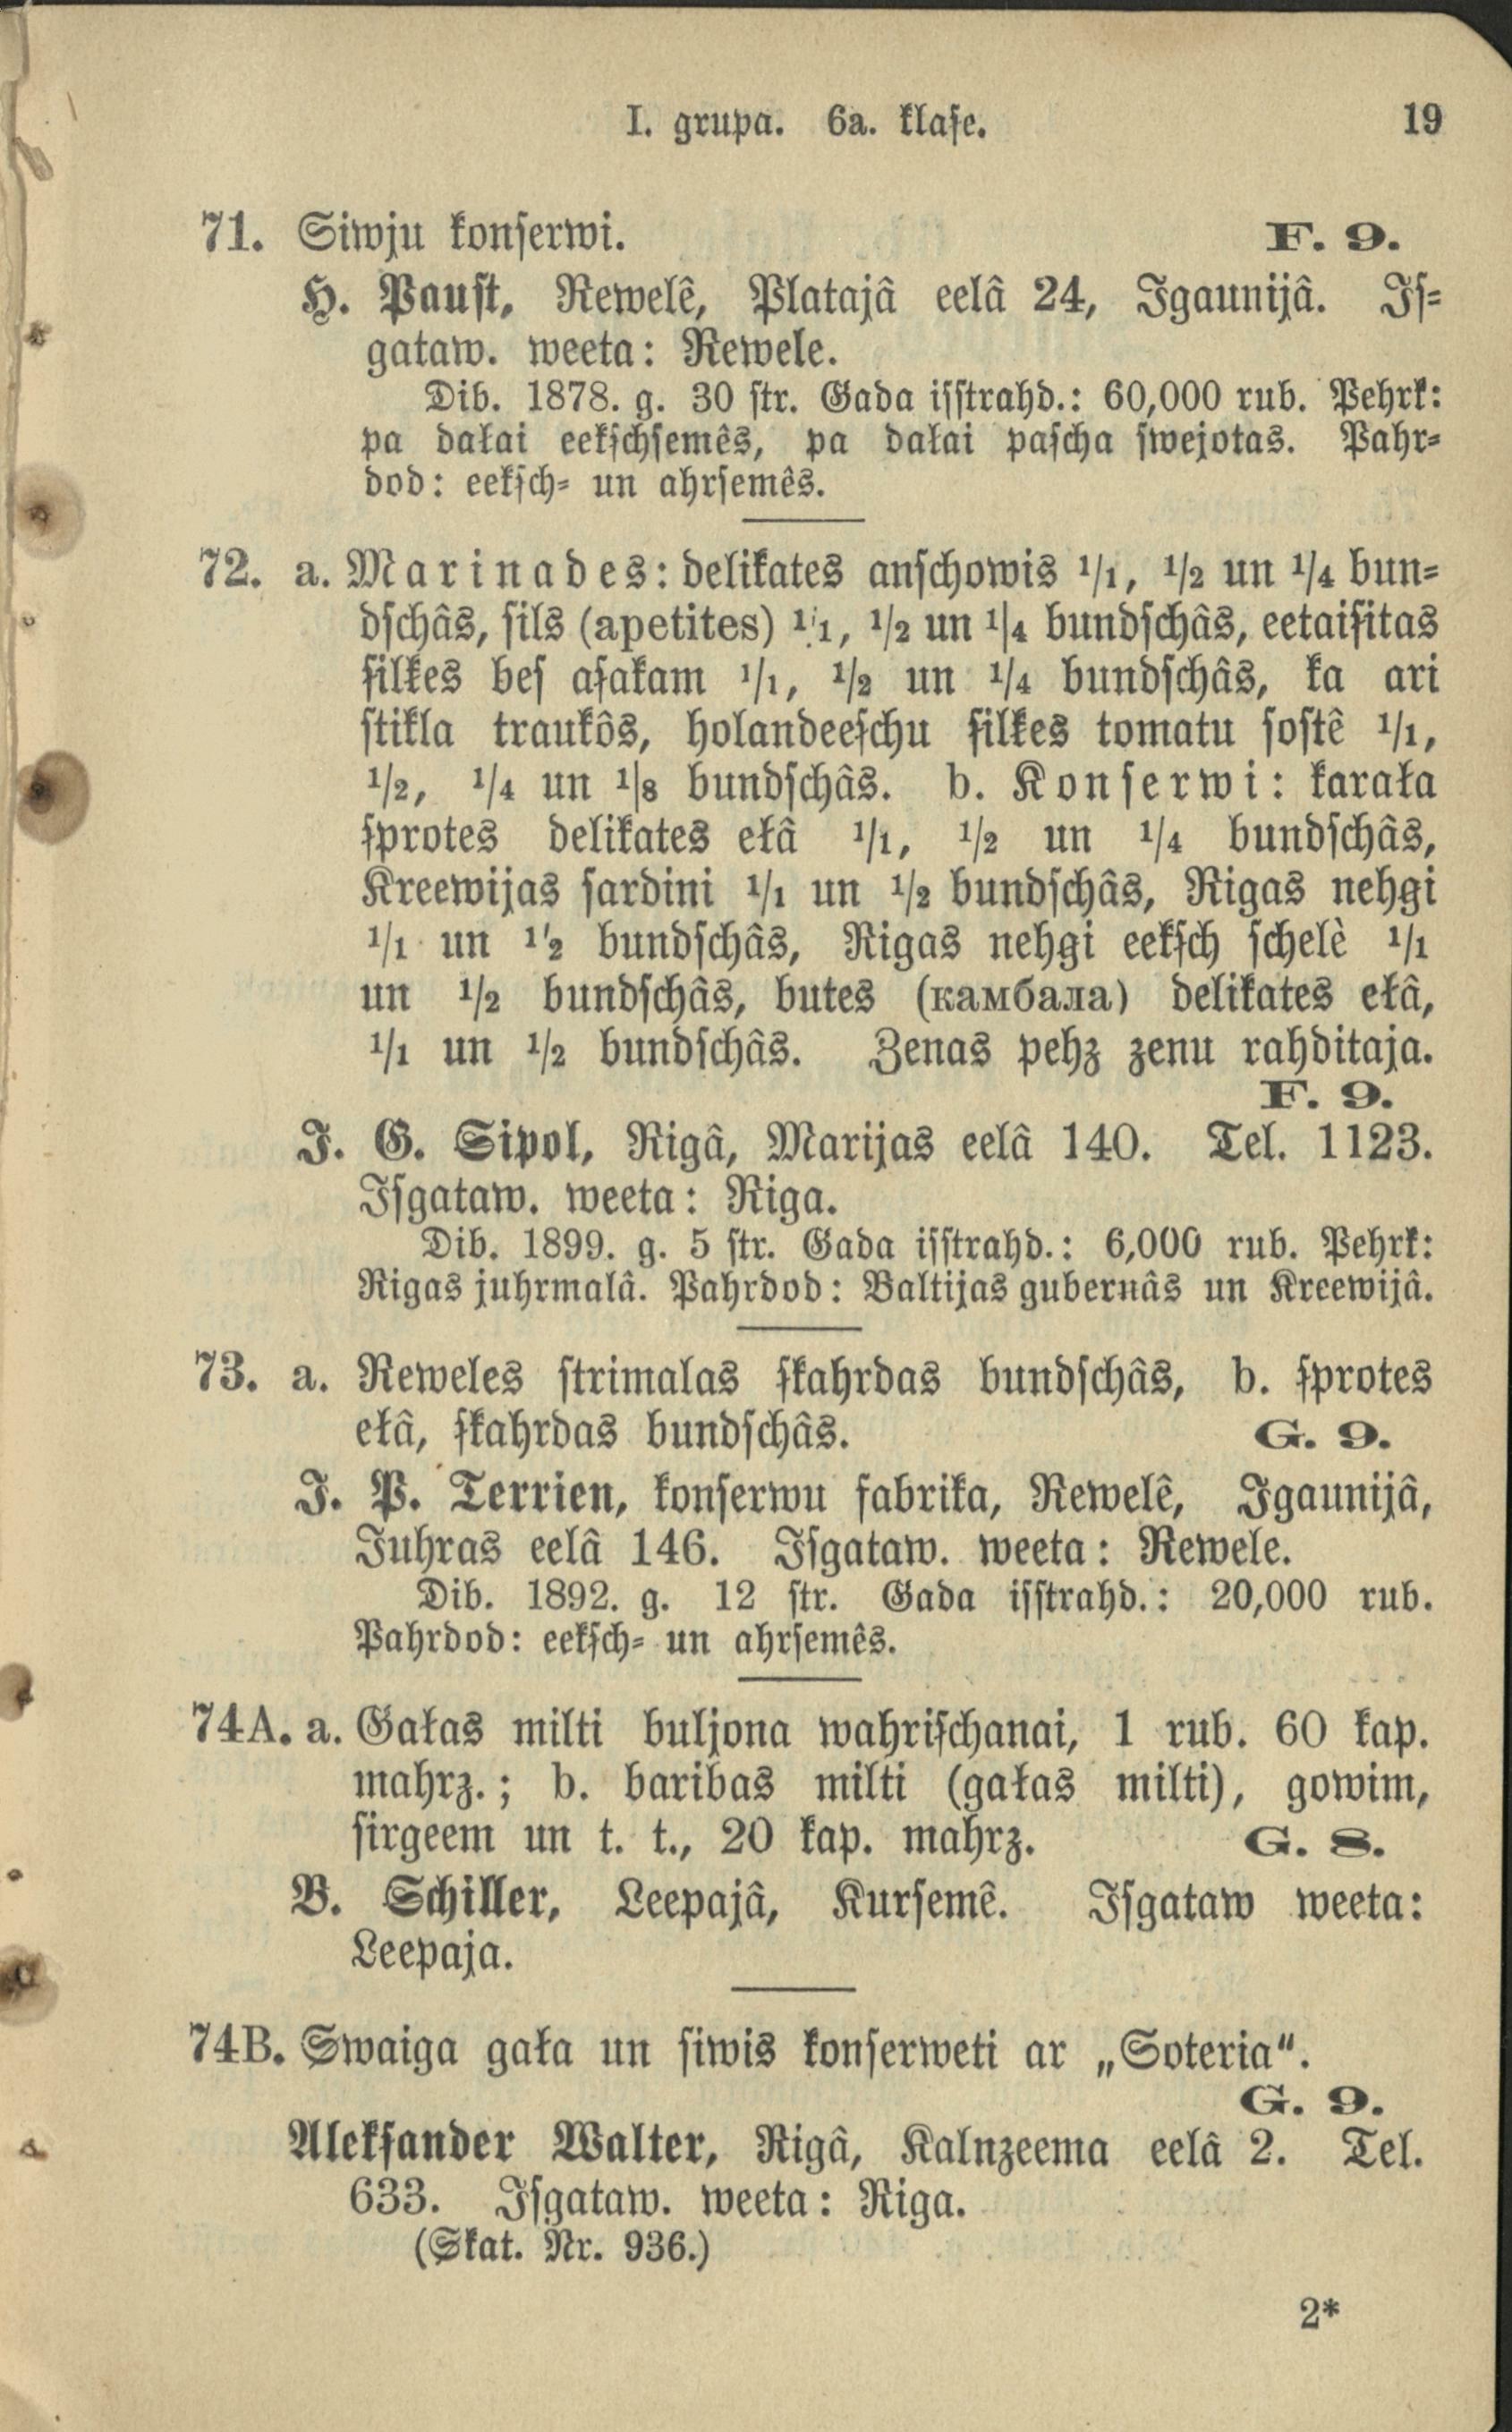 I. grupa. 6a. klaſe. 19
71. Siwju konſerwi. F. 9.
H. Pauſt, Rewelê, Platajâ eelâ 24, Igaunijâ. Iſ-
gataw. weeta: Rewele.
Dib. 1878. g. 30 ſtr. Gada iſſtrahd.: 60,000 rub. Pehrk:
pa dałai eekſchſemês, pa dałai paſcha ſwejotas. Pahr-
dod: eekſch- un ahrſemês.
72. a. Marinades: delikates anſchowis 1/1, 1/2 un 1/4 bun-
dſchâs, ſils (apetites) 1/1, 1/2 un 1/4 bundſchâs, eetaiſitas
ſilkes beſ aſakam 1/1, 1/2 un 1/4 bundſchâs, ka ari
ſtikla traukôs, holandeeſchu ſilkes tomatu ſoſtê 1/1,
1/2, 1/4 un 1/8 bundſchâs. b. Konſerwi: karała
ſprotes delikates ełâ 1/1, 1/2 un 1/4 bundſchâs,
Kreewijas ſardini 1/1 un 1/2 bundſchâs, Rigas nehgi
1/1 un 1/2 bundſchâs, Rigas nehgi eekſch ſchelè 1/1
un 1/2 bundſchâs, butes (камбала) delikates ełâ,
1/1 un 1/2 bundſchâs. Zenas pehz zenu rahditaja.
F. 9.
J. G. Sipol, Rigâ, Marijas eelâ 140. Tel. 1123.
Iſgataw. weeta: Riga.
Dib. 1899. g. 5 ſtr. Gada iſſtrahd.: 6,000 rub. Pehrk:
Rigas juhrmalâ. Pahrdod: Baltijas gubernâs un Kreewijâ.
73. a. Reweles ſtrimalas ſkahrdas bundſchâs, b. ſprotes
ełâ, ſkahrdas bundſchâs. G. 9.
J. P. Terrien, konſerwu fabrika, Rewelê, Igaunijâ,
Juhras eelâ 146. Iſgataw. weeta: Rewele.
Dib. 1892. g. 12 ſtr. Gada iſſtrahd.: 20,000 rub.
Pahrdod: eekſch- un ahrſemês.
74A. a. Gałas milti buljona wahriſchanai, 1 rub. 60 kap.
mahrz.; b. baribas milti (gałas milti), gowim,
ſirgeem un t. t., 20 kap. mahrz. G. 8.
B. Schiller, Leepajâ, Kurſemê. Iſgataw weeta:
Leepaja.
74B. Swaiga gała un ſiwis konſerweti ar „Soteria“.
G. 9.
Alekſander Walter, Rigâ, Kalnzeema eelâ 2. Tel.
633. Iſgataw. weeta: Riga.
(Skat. Nr. 936.)
2*